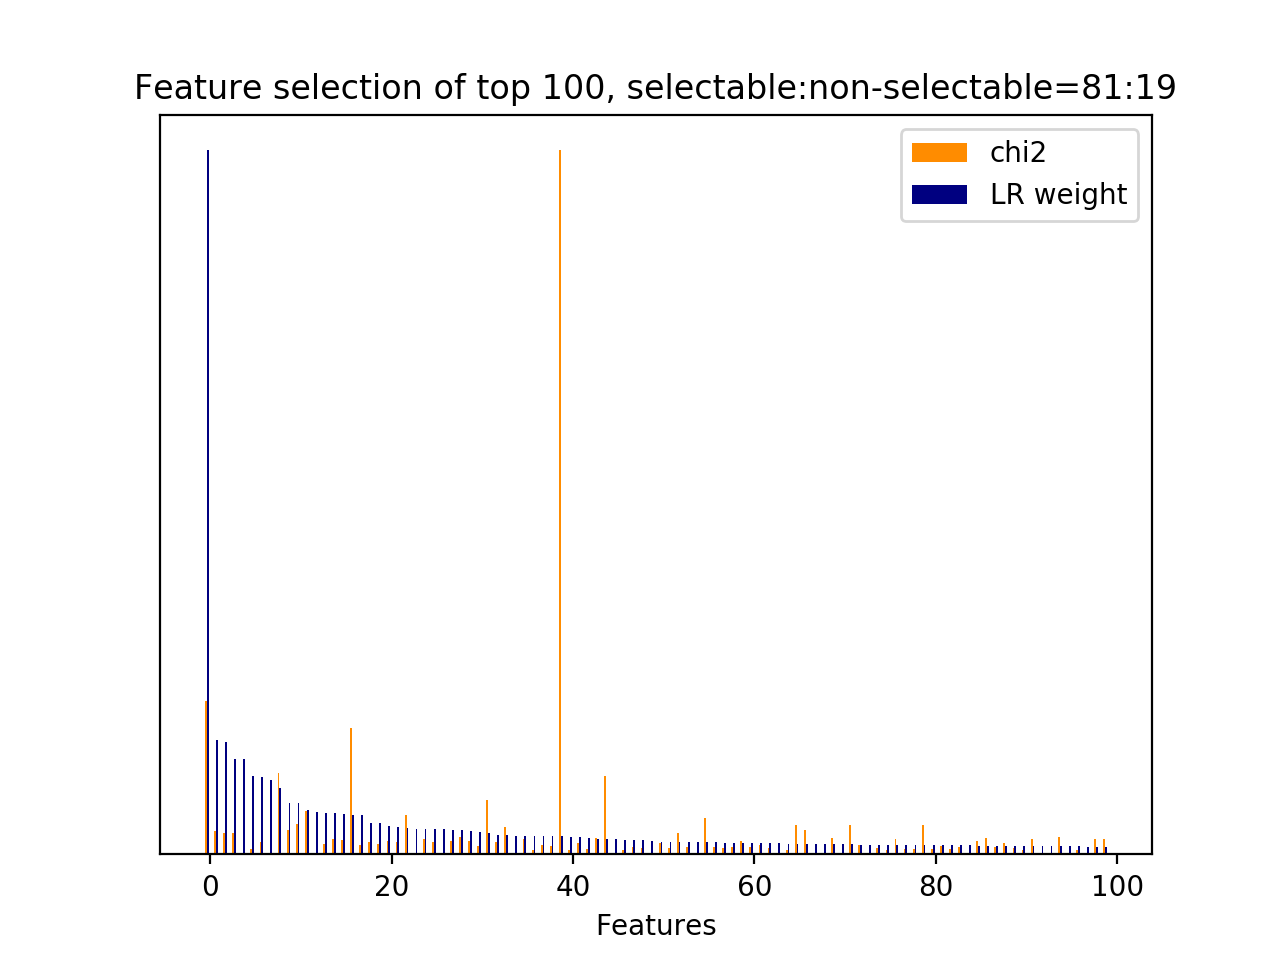 Feature selection of top 100, selectable:non-selectable=81:19
chi2
LR weight
0 20 40 60 80 100
Features